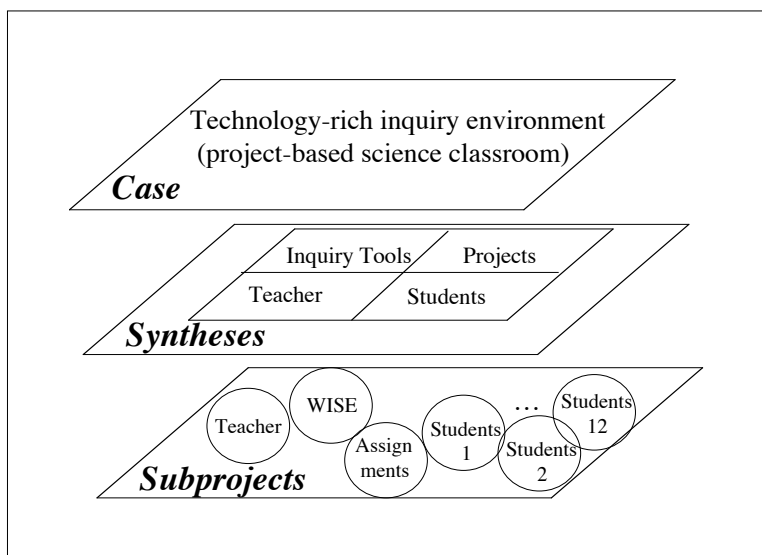 Technology-rich inquiry environment
(project-based science classroom)
Case
Inquiry Tools
Projects
Teacher
Students
Syntheses
Teacher
WISE
Assign
ments
Students
1
…
Students
2
Students
12
Subprojects